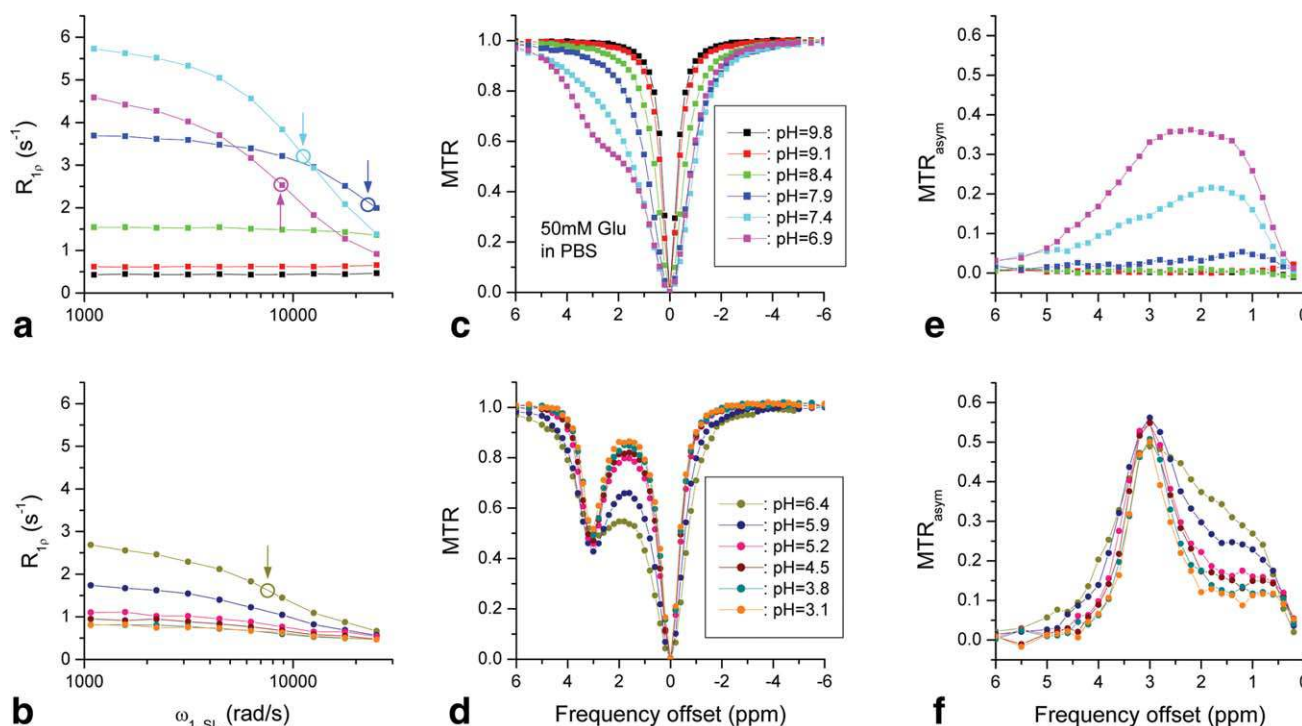 a
R1ρ (s-1)
6
5
4
3
2
1
0
1000
10000
c
MTR
1.0
0.8
0.6
0.4
0.2
0.0
6
4
2
0
-2
-4
-6
50mM Glu
in PBS
: pH=9.8
: pH=9.1
: pH=8.4
: pH=7.9
: pH=7.4
: pH=6.9
e
MTRasym
0.6
0.5
0.4
0.3
0.2
0.1
0.0
6
5
4
3
2
1
0
b
R1ρ (s-1)
6
5
4
3
2
1
0
1000
10000
ω1,SL (rad/s)
d
MTR
1.0
0.8
0.6
0.4
0.2
0.0
6
4
2
0
-2
-4
-6
Frequency offset (ppm)
: pH=6.4
: pH=5.9
: pH=5.2
: pH=4.5
: pH=3.8
: pH=3.1
f
MTRasym
0.6
0.5
0.4
0.3
0.2
0.1
0.0
6
5
4
3
2
1
0
Frequency offset (ppm)